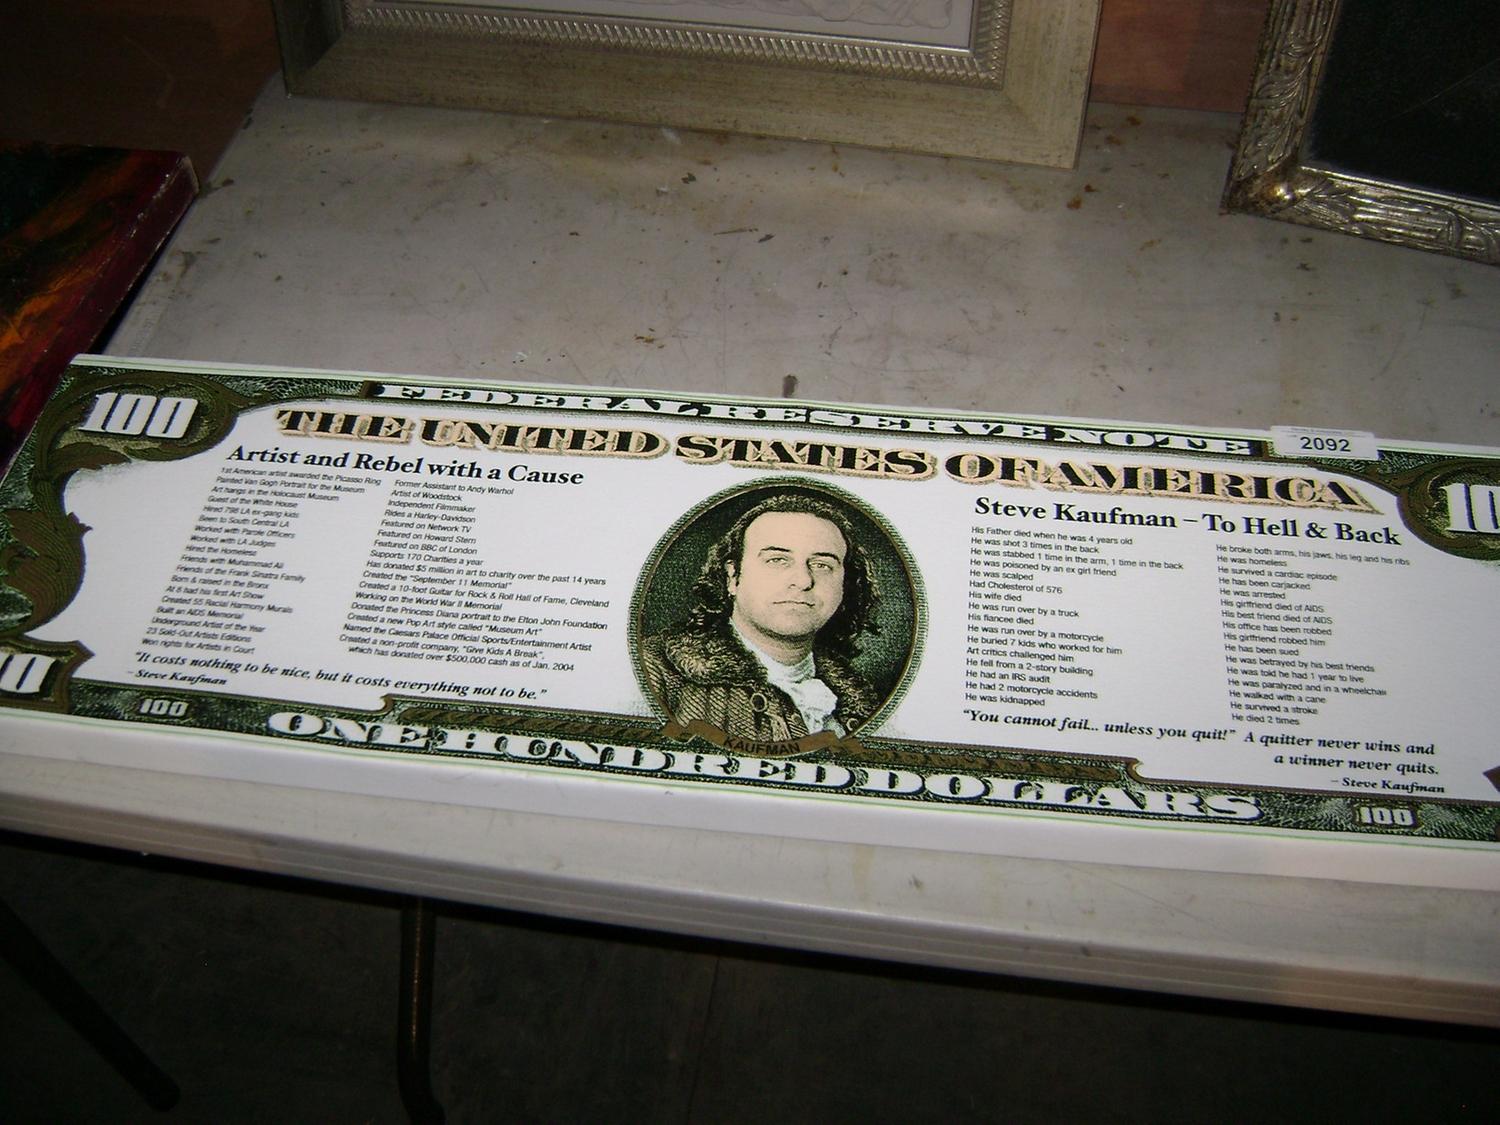 FEDERAL RESERVE NOTE
2092
THE UNITED STATES OF AMERICA
100
10
Artist and Rebel with a Cause
1st American artist awarded the Picasso Ring
Painted Van Gogh Portrait for the Museum
Art hangs in the Holocaust Museum
Guest of the White House
Hired 798 LA ex-gang kids
Been to South Central LA
Worked with Parole Officers
Worked with LA Judges
Hired the Homeless
Friends with Muhammad Ali
Friends of the Frank Sinatra Family
Born & raised in the Bronx
At 8 had his first Art Show
Created 55 Racial Harmony Murals
Built an AIDS Memorial
Underground Artist of the Year
23 Sold-Out Artists Editions
Won rights for Artists in Court
Former Assistant to Andy Warhol
Artist of Woodstock
Independent Filmmaker
Rides a Harley-Davidson
Featured on Network TV
Featured on Howard Stern
Featured on BBC of London
Supports 170 Charities a year
Has donated $5 million in art to charity over the past 14 years
Created the "September 11 Memorial"
Created a 10-foot Guitar for Rock & Roll Hall of Fame, Cleveland
Working on the World War II Memorial
Donated the Princess Diana portrait to the Elton John Foundation
Created a new Pop Art style called "Museum Art"
Named the Caesars Palace Official Sports/Entertainment Artist
Created a non-profit company, "Give Kids A Break",
which has donated over $500,000 cash as of Jan. 2004
"It costs nothing to be nice, but it costs everything not to be."
– Steve Kaufman
KAUFMAN
Steve Kaufman – To Hell & Back
His Father died when he was 4 years old
He was shot 3 times in the back
He was stabbed 1 time in the arm, 1 time in the back
He was poisoned by an ex girl friend
He was scalped
Had Cholesterol of 576
His wife died
He was run over by a truck
His fiancee died
He was run over by a motorcycle
He buried 7 kids who worked for him
Art critics challenged him
He fell from a 2-story building
He had an IRS audit
He had 2 motorcycle accidents
He was kidnapped
He broke both arms, his jaws, his leg and his ribs
He was homeless
He survived a cardiac episode
He has been carjacked
He was arrested
His girlfriend died of AIDS
His best friend died of AIDS
His office has been robbed
His girlfriend robbed him
He has been sued
He was betrayed by his best friends
He was told he had 1 year to live
He was paralyzed and in a wheelchair
He walked with a cane
He survived a stroke
He died 2 times
"You cannot fail... unless you quit!" A quitter never wins and
a winner never quits.
– Steve Kaufman
0
100
ONE HUNDRED DOLLARS
100